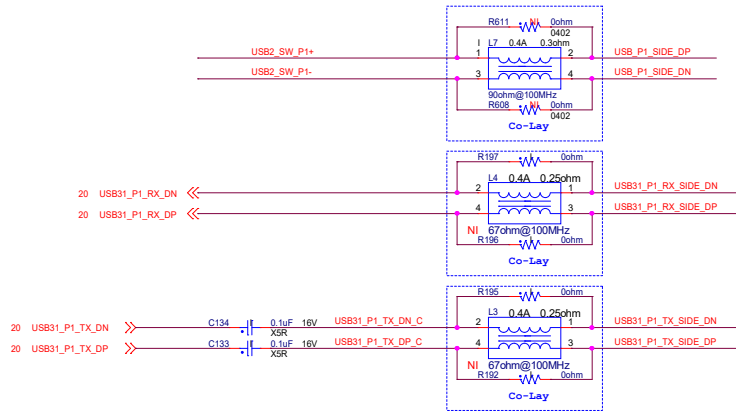 R611 NI 0ohm
0402
I L7 0.4A 0.3ohm
USB2_SW_P1+ 1 2 USB_P1_SIDE_DP
USB2_SW_P1- 3 4 USB_P1_SIDE_DN
90ohm@100MHz
R608 NI 0ohm
0402
Co-Lay
R197 I 0ohm
L4 0.4A 0.25ohm
20 USB31_P1_RX_DN 2 1 USB31_P1_RX_SIDE_DN
20 USB31_P1_RX_DP 4 3 USB31_P1_RX_SIDE_DP
NI 67ohm@100MHz
R196 I 0ohm
Co-Lay
R195 I 0ohm
L3 0.4A 0.25ohm
20 USB31_P1_TX_DN C134 0.1uF 16V USB31_P1_TX_DN_C 2 1 USB31_P1_TX_SIDE_DN
X5R
20 USB31_P1_TX_DP C133 0.1uF 16V USB31_P1_TX_DP_C 4 3 USB31_P1_TX_SIDE_DP
X5R
NI 67ohm@100MHz
R192 I 0ohm
Co-Lay